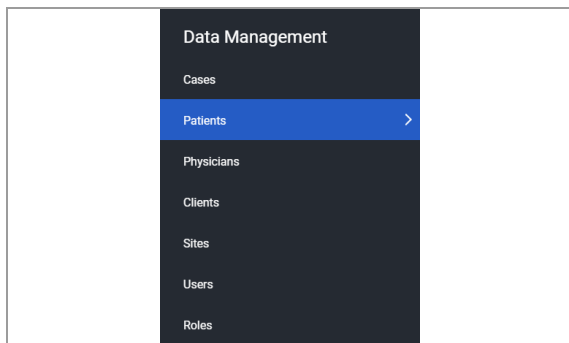 Data Management
Cases
Patients
Physicians
Clients
Sites
Users
Roles